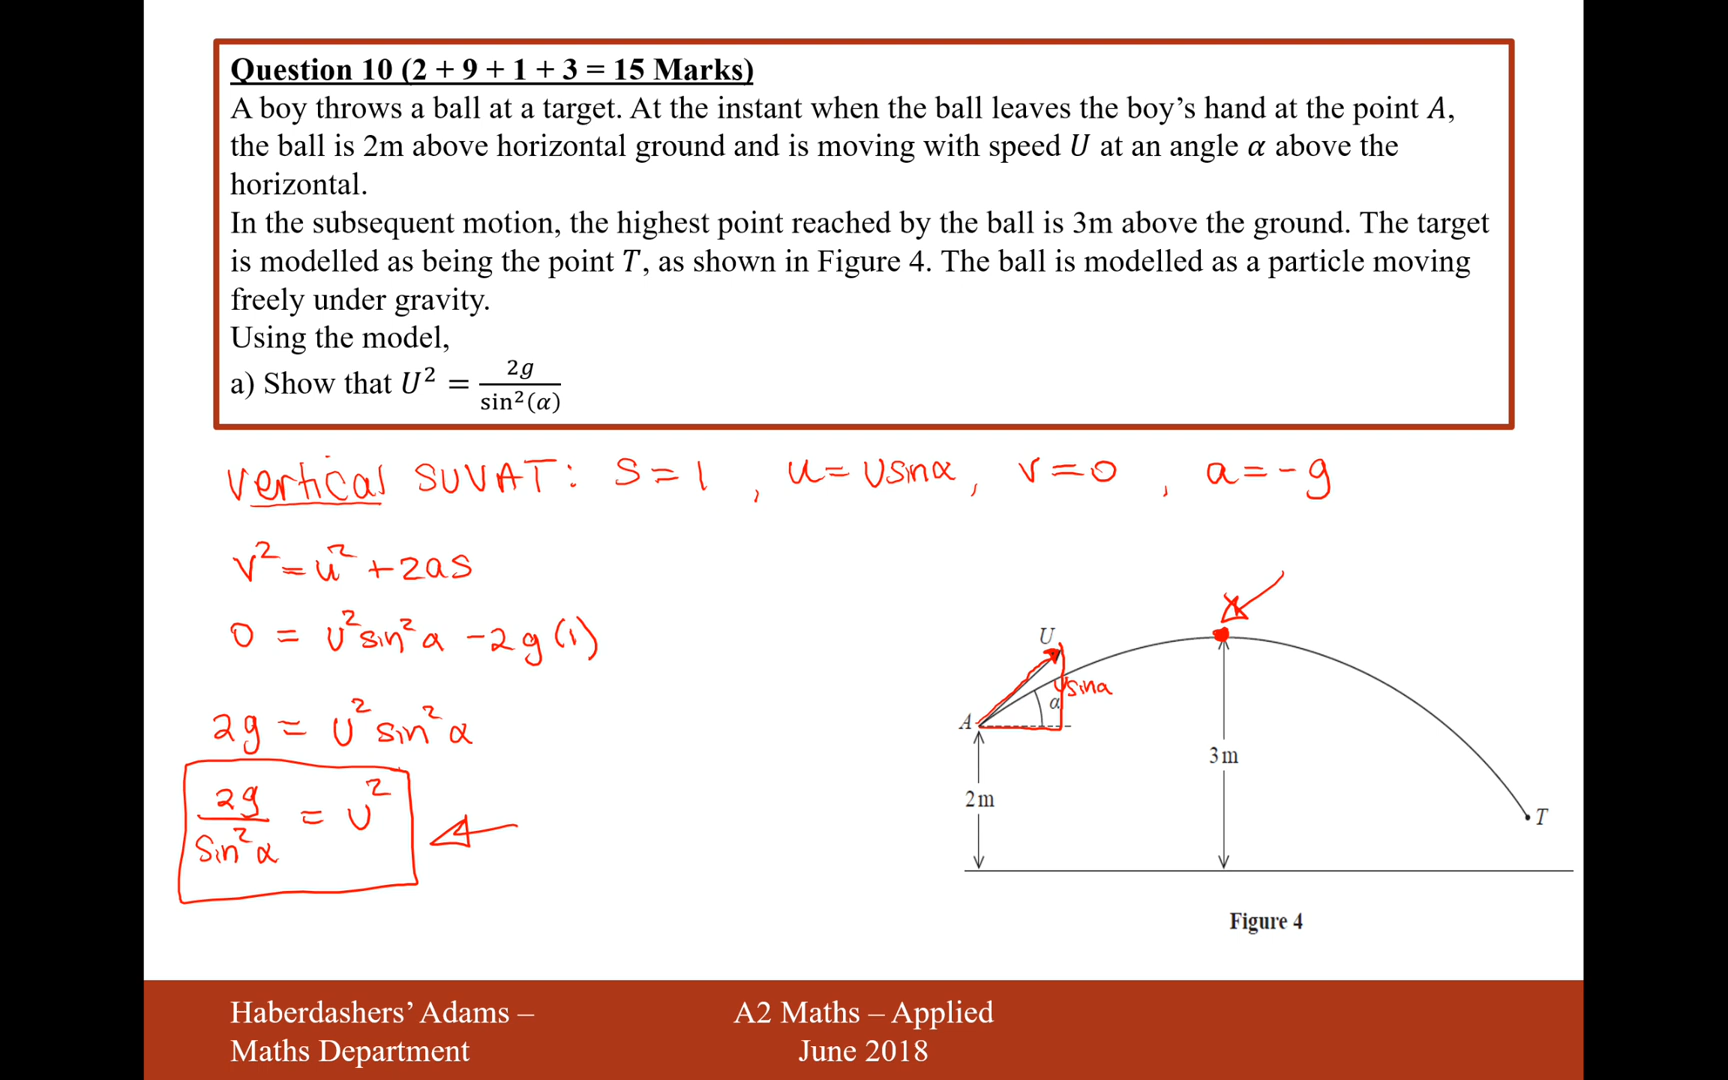 Question 10 (2 + 9 + 1 + 3 = 15 Marks)
A boy throws a ball at a target. At the instant when the ball leaves the boy’s hand at the point A,
the ball is 2m above horizontal ground and is moving with speed U at an angle α above the
horizontal.
In the subsequent motion, the highest point reached by the ball is 3m above the ground. The target
is modelled as being the point T, as shown in Figure 4. The ball is modelled as a particle moving
freely under gravity.
Using the model,
a) Show that U² = 2g / sin²(α)
vertical SUVAT: S = 1, u = Usinα, v = 0, a = -g
v² = u² + 2as
0 = U²sin²α - 2g(1)
2g = U²sin²α
2g / sin²α = U²
U
Usinα
α
A
3 m
2 m
T
Figure 4
Haberdashers’ Adams –
Maths Department
A2 Maths – Applied
June 2018